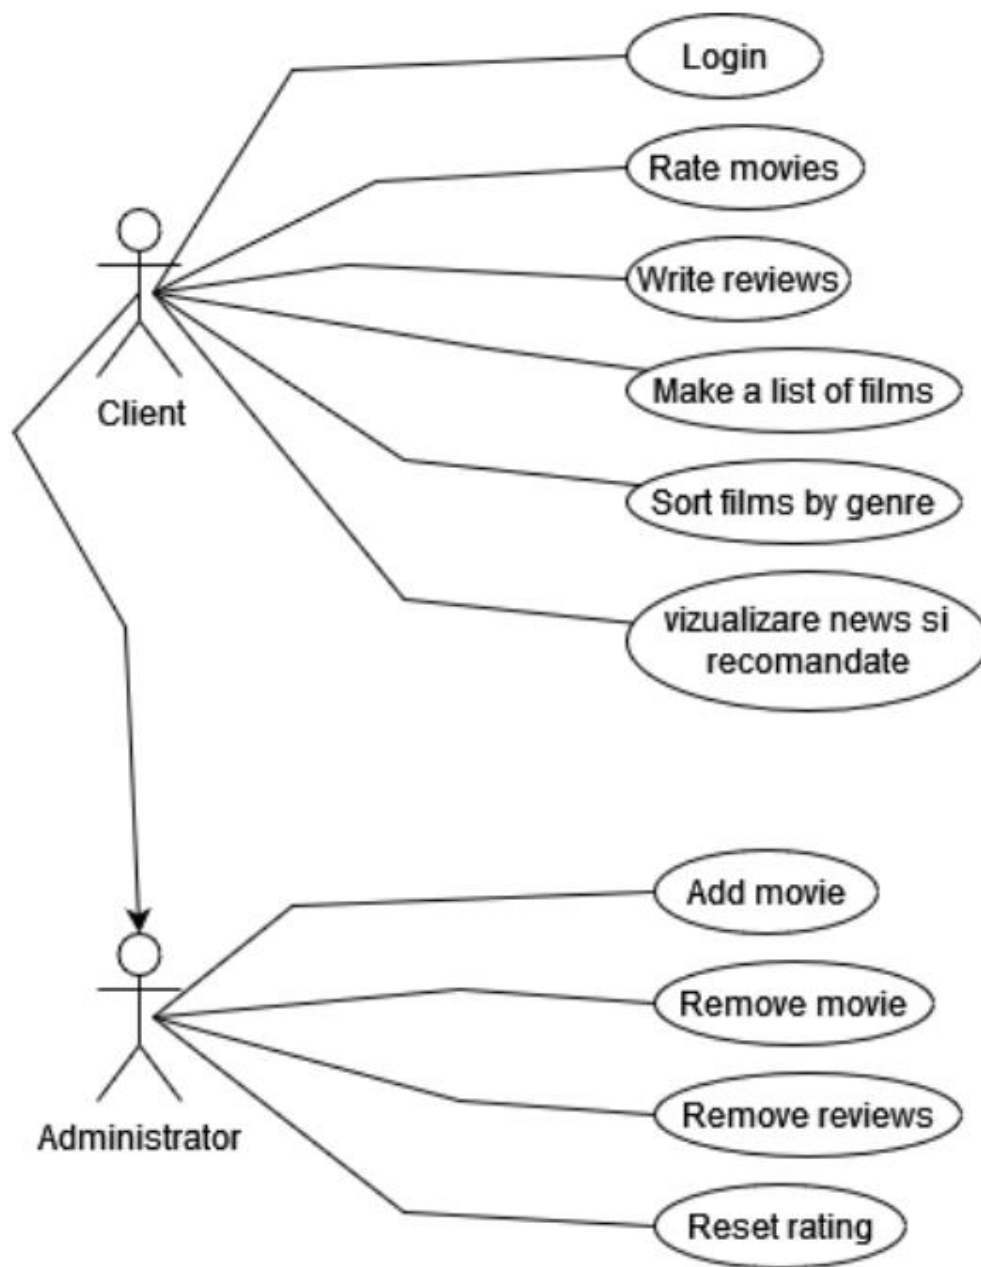 Login
Rate movies
Write reviews
Make a list of films
Client
Sort films by genre
vizualizare news si
recomandate
Add movie
Remove movie
Remove reviews
Administrator
Reset rating